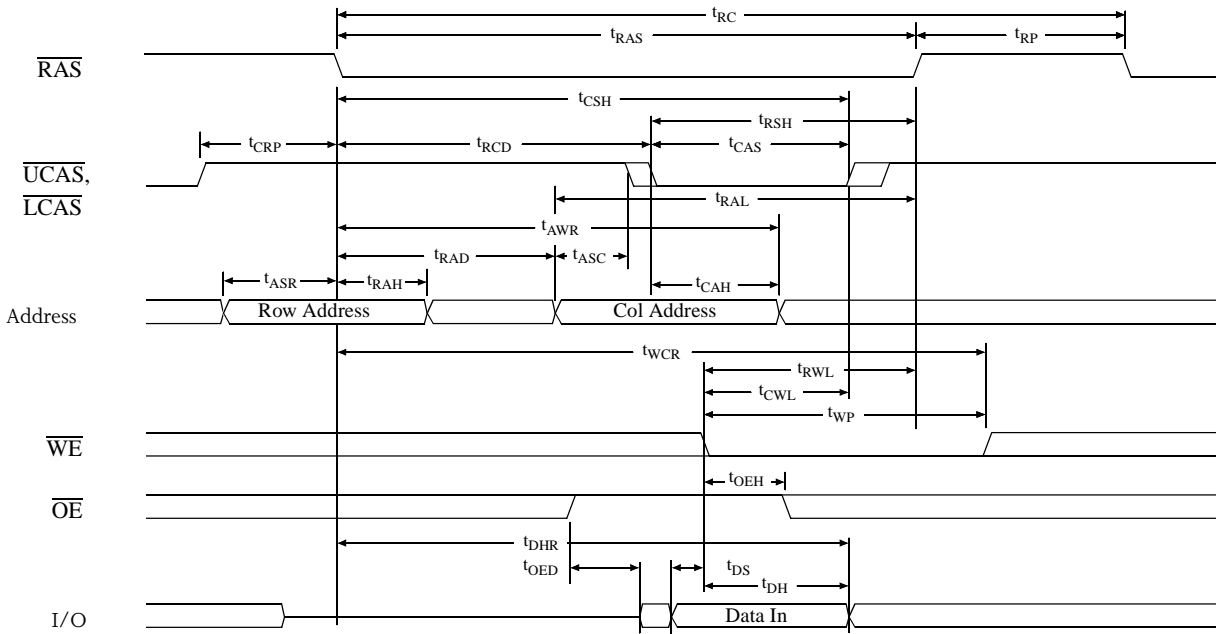 tRC
tRAS
tRP
RAS
tCSH
tRSH
tCRP
tRCD
tCAS
UCAS,
LCAS
tRAL
tAWR
tRAD
tASC
tASR
tRAH
tCAH
Address
Row Address
Col Address
tWCR
tRWL
tCWL
tWP
WE
tOEH
OE
tDHR
tOED
tDS
tDH
I/O
Data In